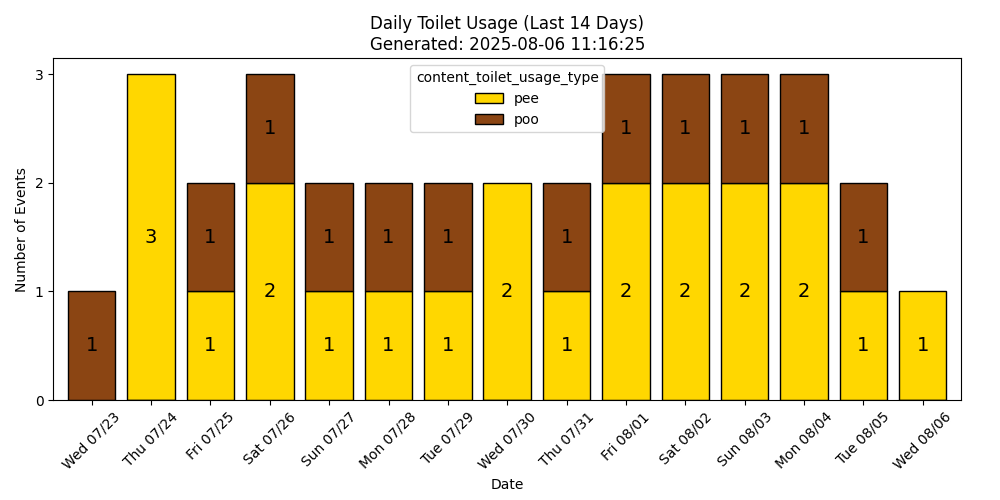 Daily Toilet Usage (Last 14 Days)
Generated: 2025-08-06 11:16:25
content_toilet_usage_type
pee
poo
Number of Events
3
2
1
0
1
3
1
1
2
1
1
1
1
1
1
1
2
1
1
2
1
2
1
2
1
2
1
1
1
1
Wed 07/23
Thu 07/24
Fri 07/25
Sat 07/26
Sun 07/27
Mon 07/28
Tue 07/29
Wed 07/30
Thu 07/31
Fri 08/01
Sat 08/02
Sun 08/03
Mon 08/04
Tue 08/05
Wed 08/06
Date